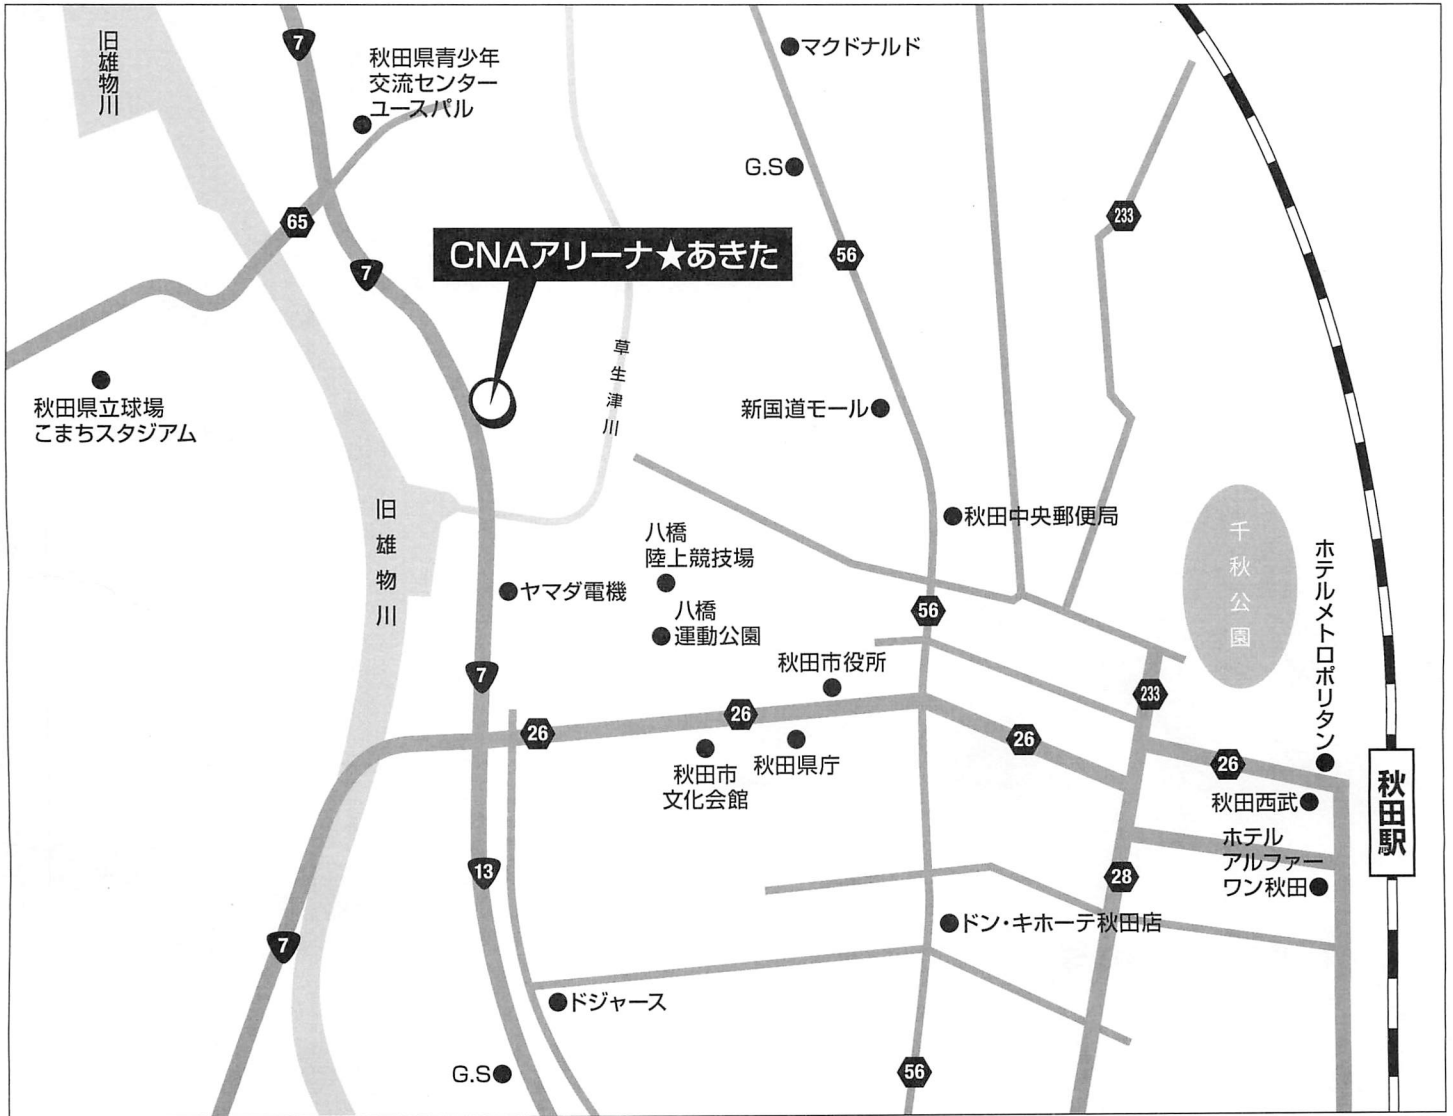 旧雄物川
7
秋田県青少年
交流センター
ユースパル
マクドナルド
G.S
65
233
56
7
CNAアリーナ★あきた
草生津川
秋田県立球場
こまちスタジアム
新国道モール
旧雄物川
秋田中央郵便局
千秋公園
ホテルメトロポリタン
八橋
陸上競技場
ヤマダ電機
八橋
運動公園
56
秋田市役所
7
233
26
26
26
26
秋田市
文化会館
秋田県庁
秋田西武
秋田駅
ホテル
アルファー
ワン秋田
13
28
7
ドン・キホーテ秋田店
ドジャース
G.S
56